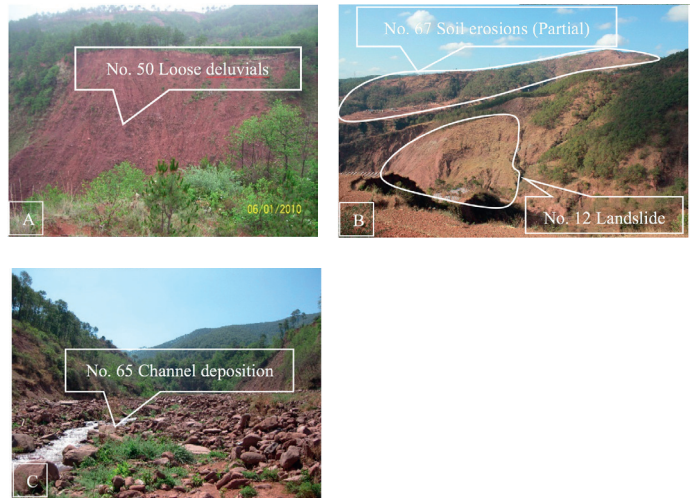 No. 50 Loose deluvials
06/01/2010
A
No. 67 Soil erosions (Partial)
No. 12 Landslide
B
No. 65 Channel deposition
C